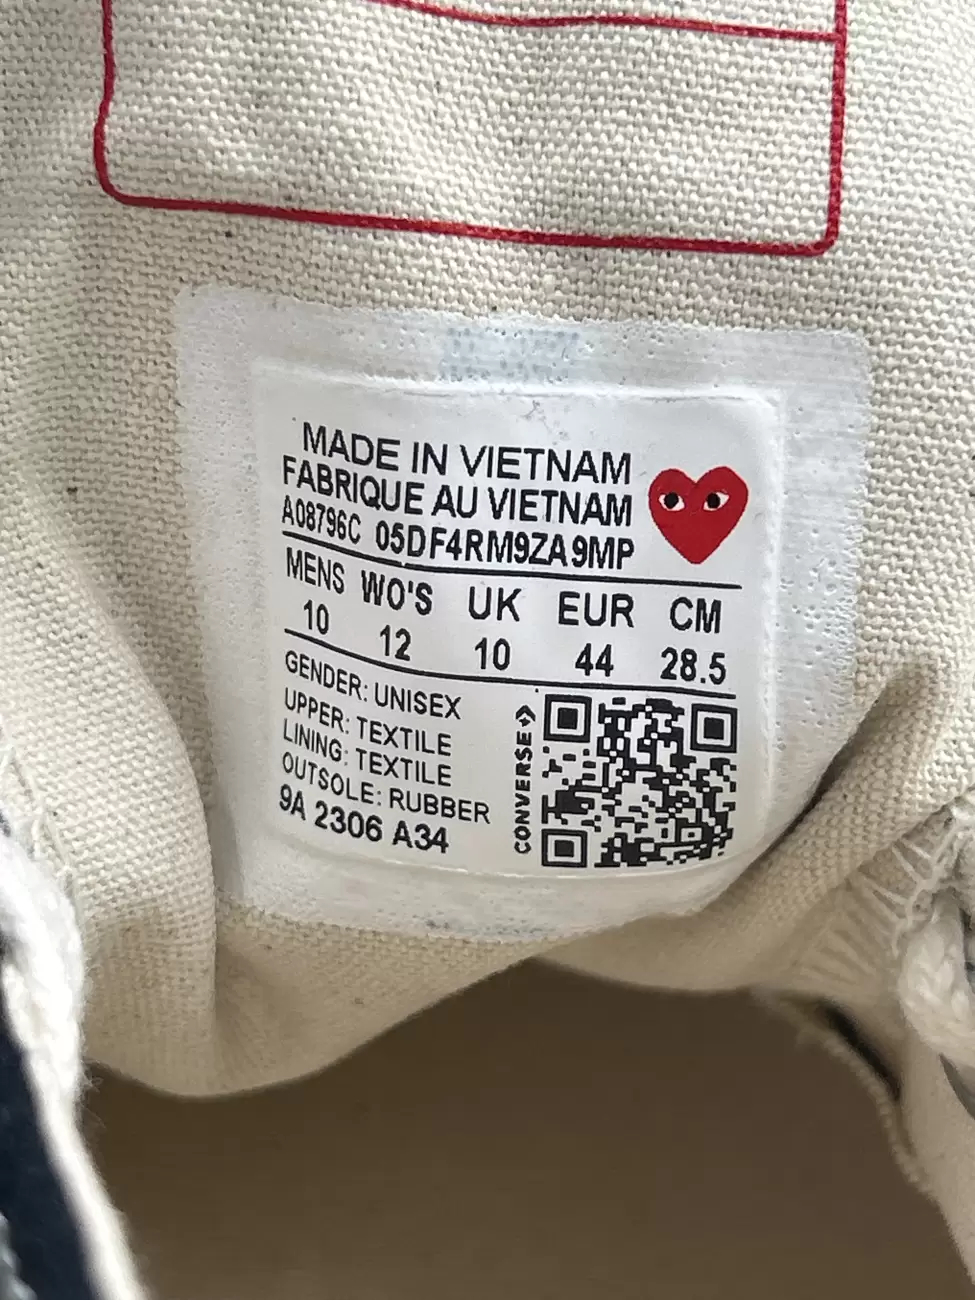 MADE IN VIETNAM
FABRIQUE AU VIETNAM
A08796C 05DF4RM9ZA9MP
MENS WO'S UK EUR CM
10 12 10 44 28.5
GENDER: UNISEX
UPPER: TEXTILE
LINING: TEXTILE
OUTSOLE: RUBBER
9A 2306 A34
CONVERSE